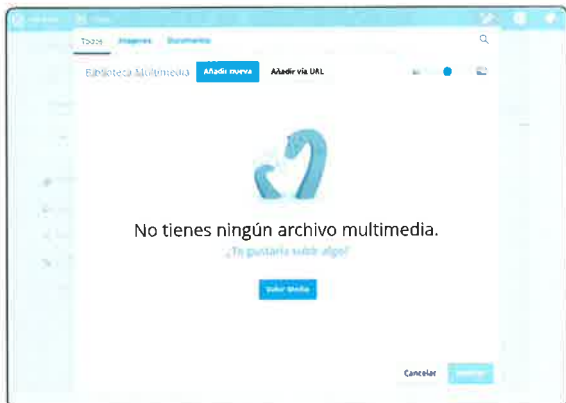 Todos Imágenes Documentos
Biblioteca Multimedia Añadir nueva Añadir vía URL
No tienes ningún archivo multimedia.
¿Te gustaría subir algo?
Subir Media
Cancelar